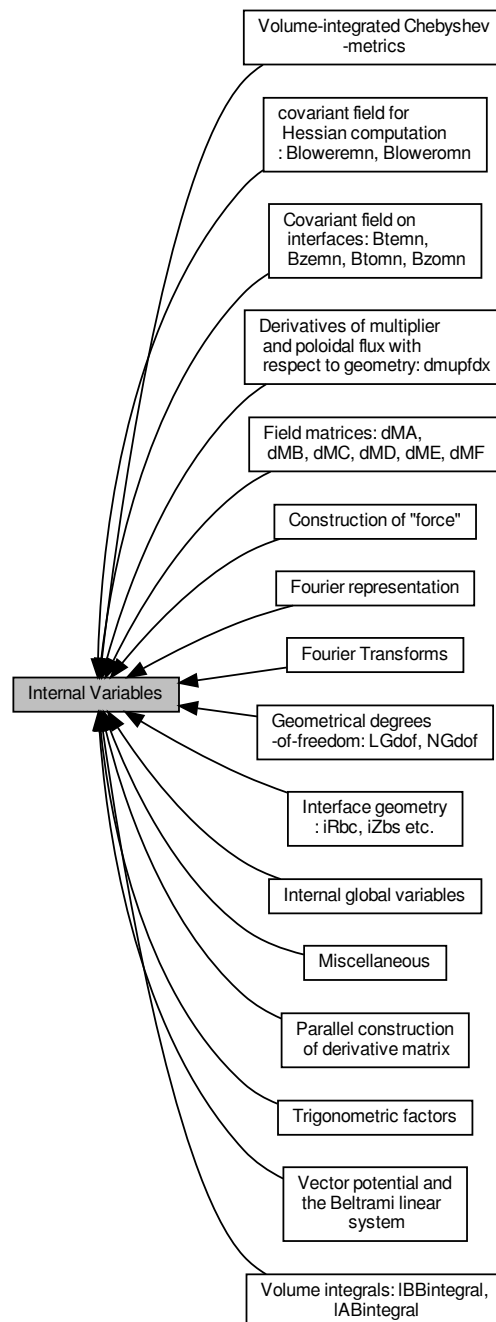 Volume-integrated Chebyshev
-metrics
covariant field for
Hessian computation
: Bloweremn, Bloweromn
Covariant field on
interfaces: Btemn,
Bzemn, Btomn, Bzomn
Derivatives of multiplier
and poloidal flux with
respect to geometry: dmupfdx
Field matrices: dMA,
dMB, dMC, dMD, dME, dMF
Construction of "force"
Fourier representation
Fourier Transforms
Internal Variables
Geometrical degrees
-of-freedom: LGdof, NGdof
Interface geometry
: iRbc, iZbs etc.
Internal global variables
Miscellaneous
Parallel construction
of derivative matrix
Trigonometric factors
Vector potential and
the Beltrami linear
system
Volume integrals: lBBintegral,
lABintegral